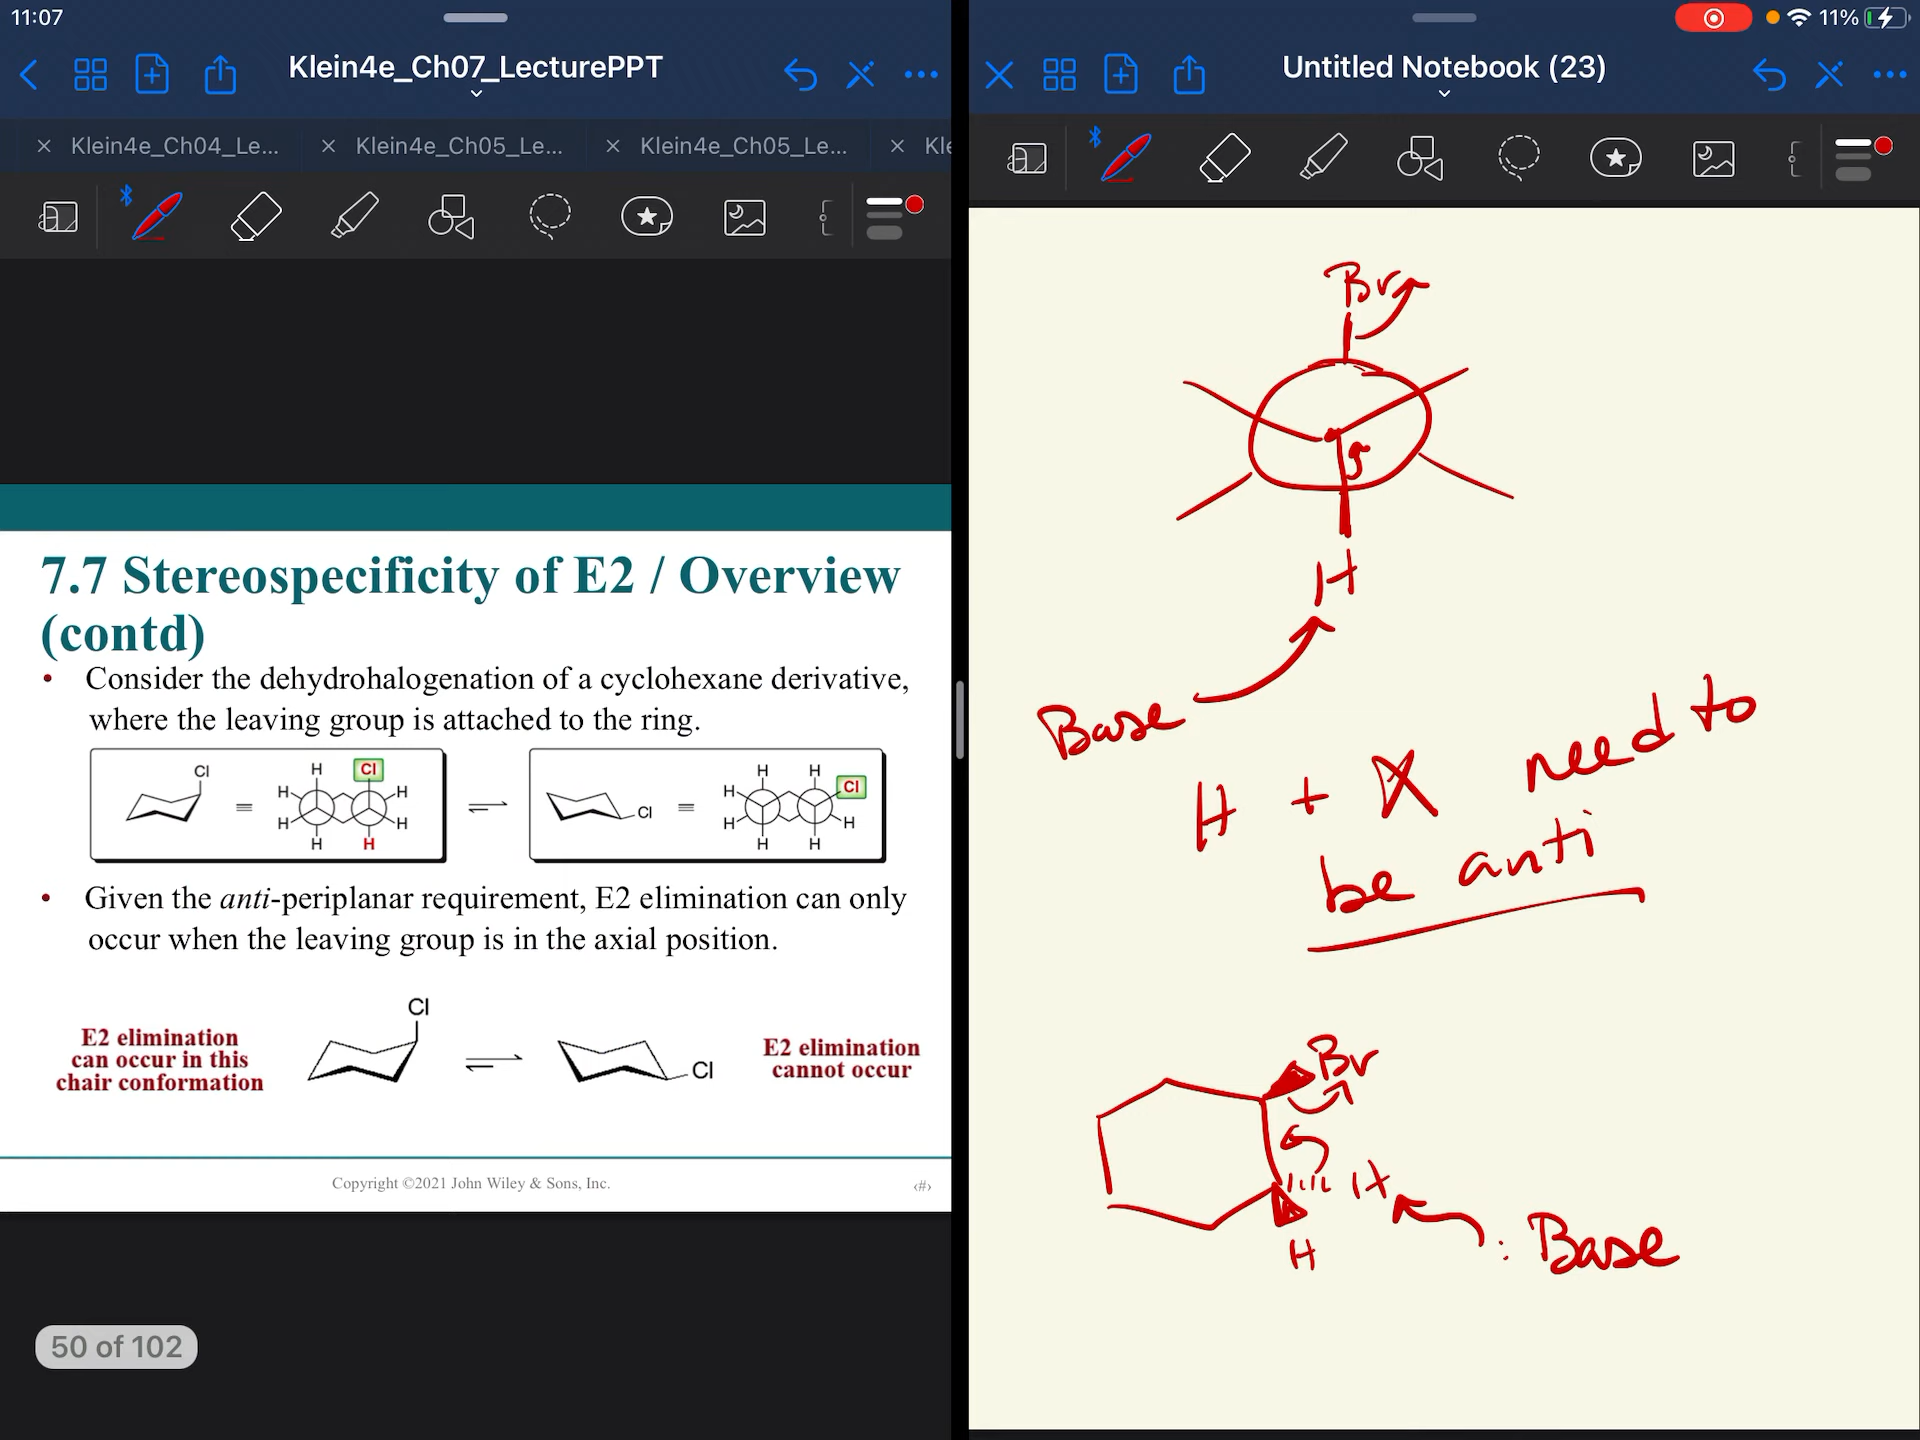 11:07
Klein4e_Ch07_LecturePPT
Klein4e_Ch04_Le...
Klein4e_Ch05_Le...
Klein4e_Ch05_Le...
Kle
7.7 Stereospecificity of E2 / Overview
(contd)
• Consider the dehydrohalogenation of a cyclohexane derivative,
where the leaving group is attached to the ring.
Cl = H Cl H H H H H H
Cl = H H H Cl H H H H
• Given the anti-periplanar requirement, E2 elimination can only
occur when the leaving group is in the axial position.
E2 elimination
can occur in this
chair conformation
Cl
Cl
E2 elimination
cannot occur
Copyright ©2021 John Wiley & Sons, Inc.
‹#›
50 of 102
11%
Untitled Notebook (23)
Br
H
Base
H + X need to
be anti
Br
H
H
: Base